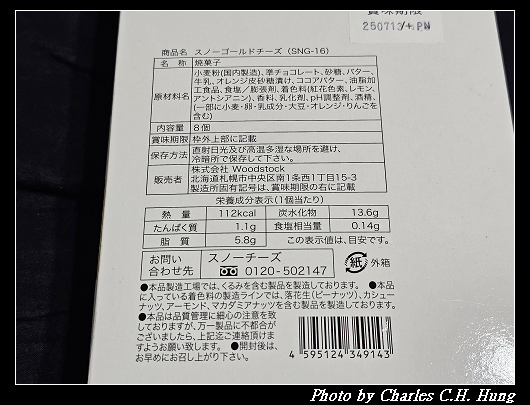 賞味期限
250713/+PN
商品名 スノーゴールドチーズ (SNG-16)
名称 焼菓子
原材料名 小麦粉(国内製造)、準チョコレート、砂糖、バター、
牛乳、オレンジ皮砂糖漬け、ココアバター、油脂加
工食品、食塩／膨張剤、着色料(紅花色素、レモン、
アントシアニン)、香料、乳化剤、pH調整剤、酒精、
(一部に小麦・卵・乳成分・大豆・オレンジ・りんごを
含む)
内容量 8個
賞味期限 枠外上部に記載
保存方法 直射日光及び高温多湿な場所を避け、
冷暗所で保存して下さい。
販売者 株式会社 Woodstock
北海道札幌市中央区南1条西1丁目15-3
製造所固有記号は、賞味期限の右に記載
栄養成分表示(1個当たり)
熱量 112kcal 炭水化物 13.6g
たんぱく質 1.1g 食塩相当量 0.14g
脂質 5.8g この表示値は、目安です。
お問い合わせ先 スノーチーズ
0120-502147
紙 外箱
●本品製造工場では、くるみを含む製品を製造しております。 ●本品
に入っている着色料の製造ラインでは、落花生(ピーナッツ)、カシュー
ナッツ、アーモンド、マカダミアナッツを含む製品を製造しております。
●本品は品質管理に細心の注意を致
しておりますが、万一製品に不都合が
ございましたら、上記迄ご連絡頂けま
すようお願い致します。 ●開封後は、
お早めにお召し上がり下さい。
4 595124 349143
Photo by Charles C.H. Hung